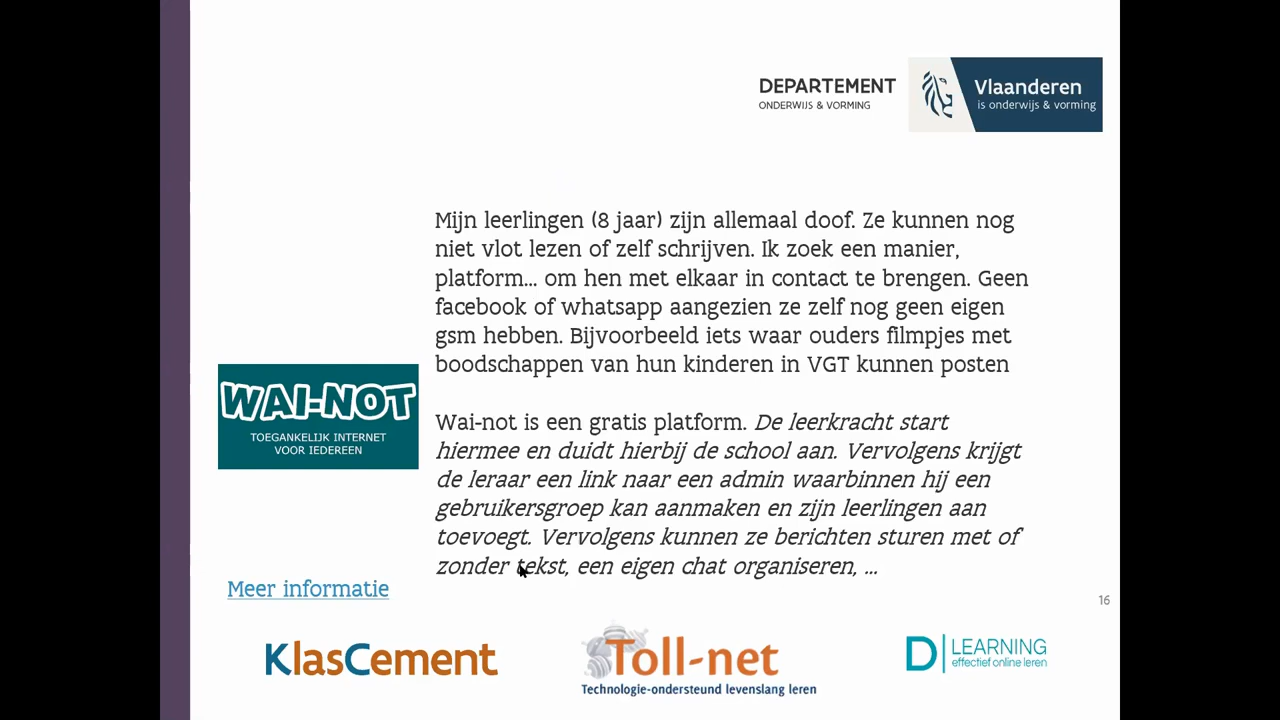 DEPARTEMENT
ONDERWIJS & VORMING
Vlaanderen
is onderwijs & vorming
Mijn leerlingen (8 jaar) zijn allemaal doof. Ze kunnen nog
niet vlot lezen of zelf schrijven. Ik zoek een manier,
platform... om hen met elkaar in contact te brengen. Geen
facebook of whatsapp aangezien ze zelf nog geen eigen
gsm hebben. Bijvoorbeeld iets waar ouders filmpjes met
boodschappen van hun kinderen in VGT kunnen posten
WAI-NOT
TOEGANKELIJK INTERNET
VOOR IEDEREEN
Wai-not is een gratis platform. De leerkracht start
hiermee en duidt hierbij de school aan. Vervolgens krijgt
de leraar een link naar een admin waarbinnen hij een
gebruikersgroep kan aanmaken en zijn leerlingen aan
toevoegt. Vervolgens kunnen ze berichten sturen met of
zonder tekst, een eigen chat organiseren, ...
Meer informatie
16
KlasCement
Toll-net
Technologie-ondersteund levenslang leren
D LEARNING
effectief online leren